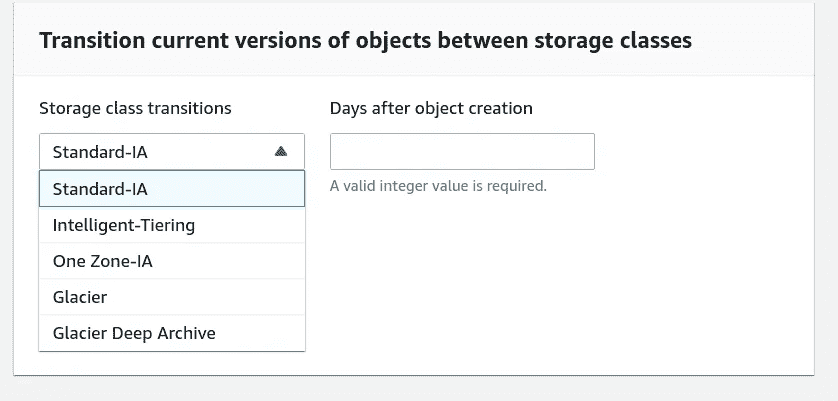 Transition current versions of objects between storage classes
Storage class transitions
Days after object creation
Standard-IA
A valid integer value is required.
Standard-IA
Intelligent-Tiering
One Zone-IA
Glacier
Glacier Deep Archive